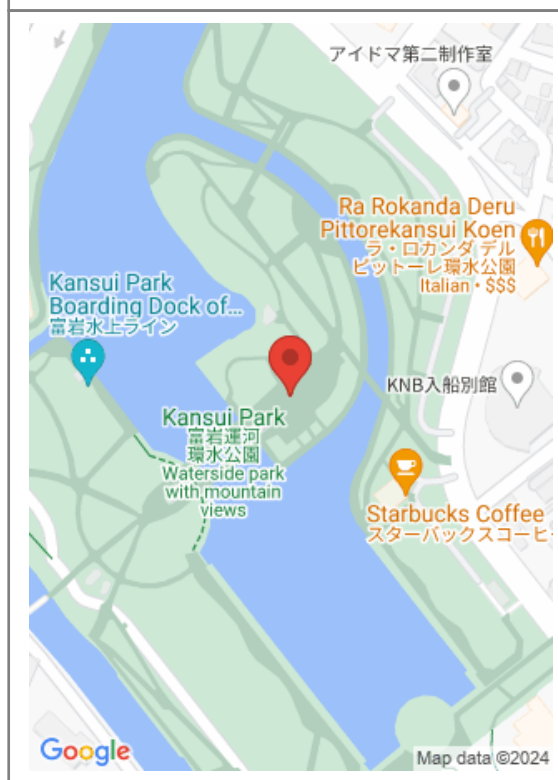 アイドマ第二制作室
Ra Rokanda Deru
Pittorekansui Koen
ラ・ロカンダ デル
ピットーレ環水公園
Italian • $$$
Kansui Park
Boarding Dock of...
富岩水上ライン
KNB入船別館
Kansui Park
富岩運河
環水公園
Waterside park
with mountain
views
Starbucks Coffee
スターバックスコーヒー
Google
Map data ©2024